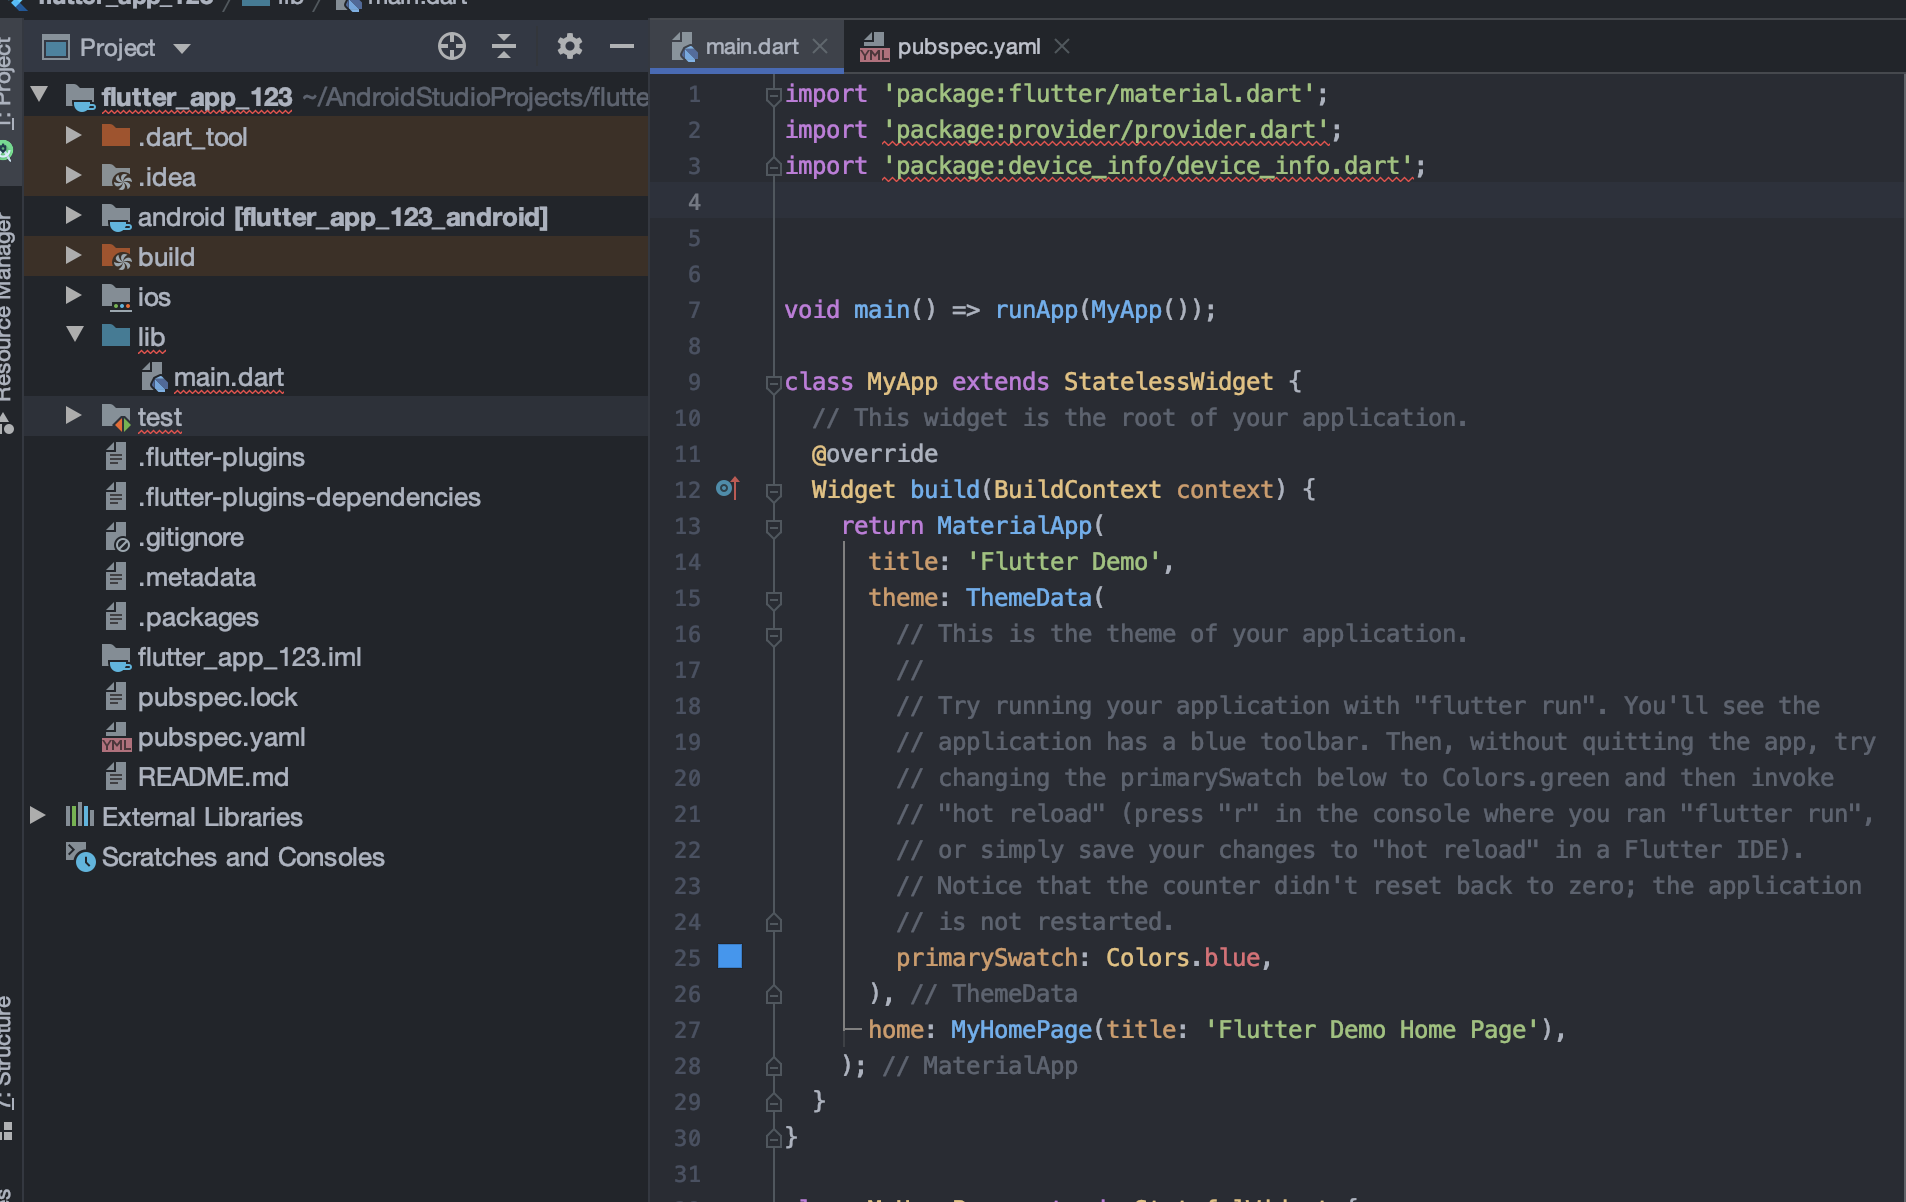 flutter_app_123 / lib / main.dart
Project
main.dart
pubspec.yaml
1: Project
Resource Manager
7: Structure
flutter_app_123 ~/AndroidStudioProjects/flutte
.dart_tool
.idea
android [flutter_app_123_android]
build
ios
lib
main.dart
test
.flutter-plugins
.flutter-plugins-dependencies
.gitignore
.metadata
.packages
flutter_app_123.iml
pubspec.lock
YML pubspec.yaml
README.md
External Libraries
Scratches and Consoles
1 import 'package:flutter/material.dart';
2 import 'package:provider/provider.dart';
3 import 'package:device_info/device_info.dart';
4
5
6
7 void main() => runApp(MyApp());
8
9 class MyApp extends StatelessWidget {
10 // This widget is the root of your application.
11 @override
12 Widget build(BuildContext context) {
13 return MaterialApp(
14 title: 'Flutter Demo',
15 theme: ThemeData(
16 // This is the theme of your application.
17 //
18 // Try running your application with "flutter run". You'll see the
19 // application has a blue toolbar. Then, without quitting the app, try
20 // changing the primarySwatch below to Colors.green and then invoke
21 // "hot reload" (press "r" in the console where you ran "flutter run",
22 // or simply save your changes to "hot reload" in a Flutter IDE).
23 // Notice that the counter didn't reset back to zero; the application
24 // is not restarted.
25 primarySwatch: Colors.blue,
26 ), // ThemeData
27 home: MyHomePage(title: 'Flutter Demo Home Page'),
28 ); // MaterialApp
29 }
30 }
31